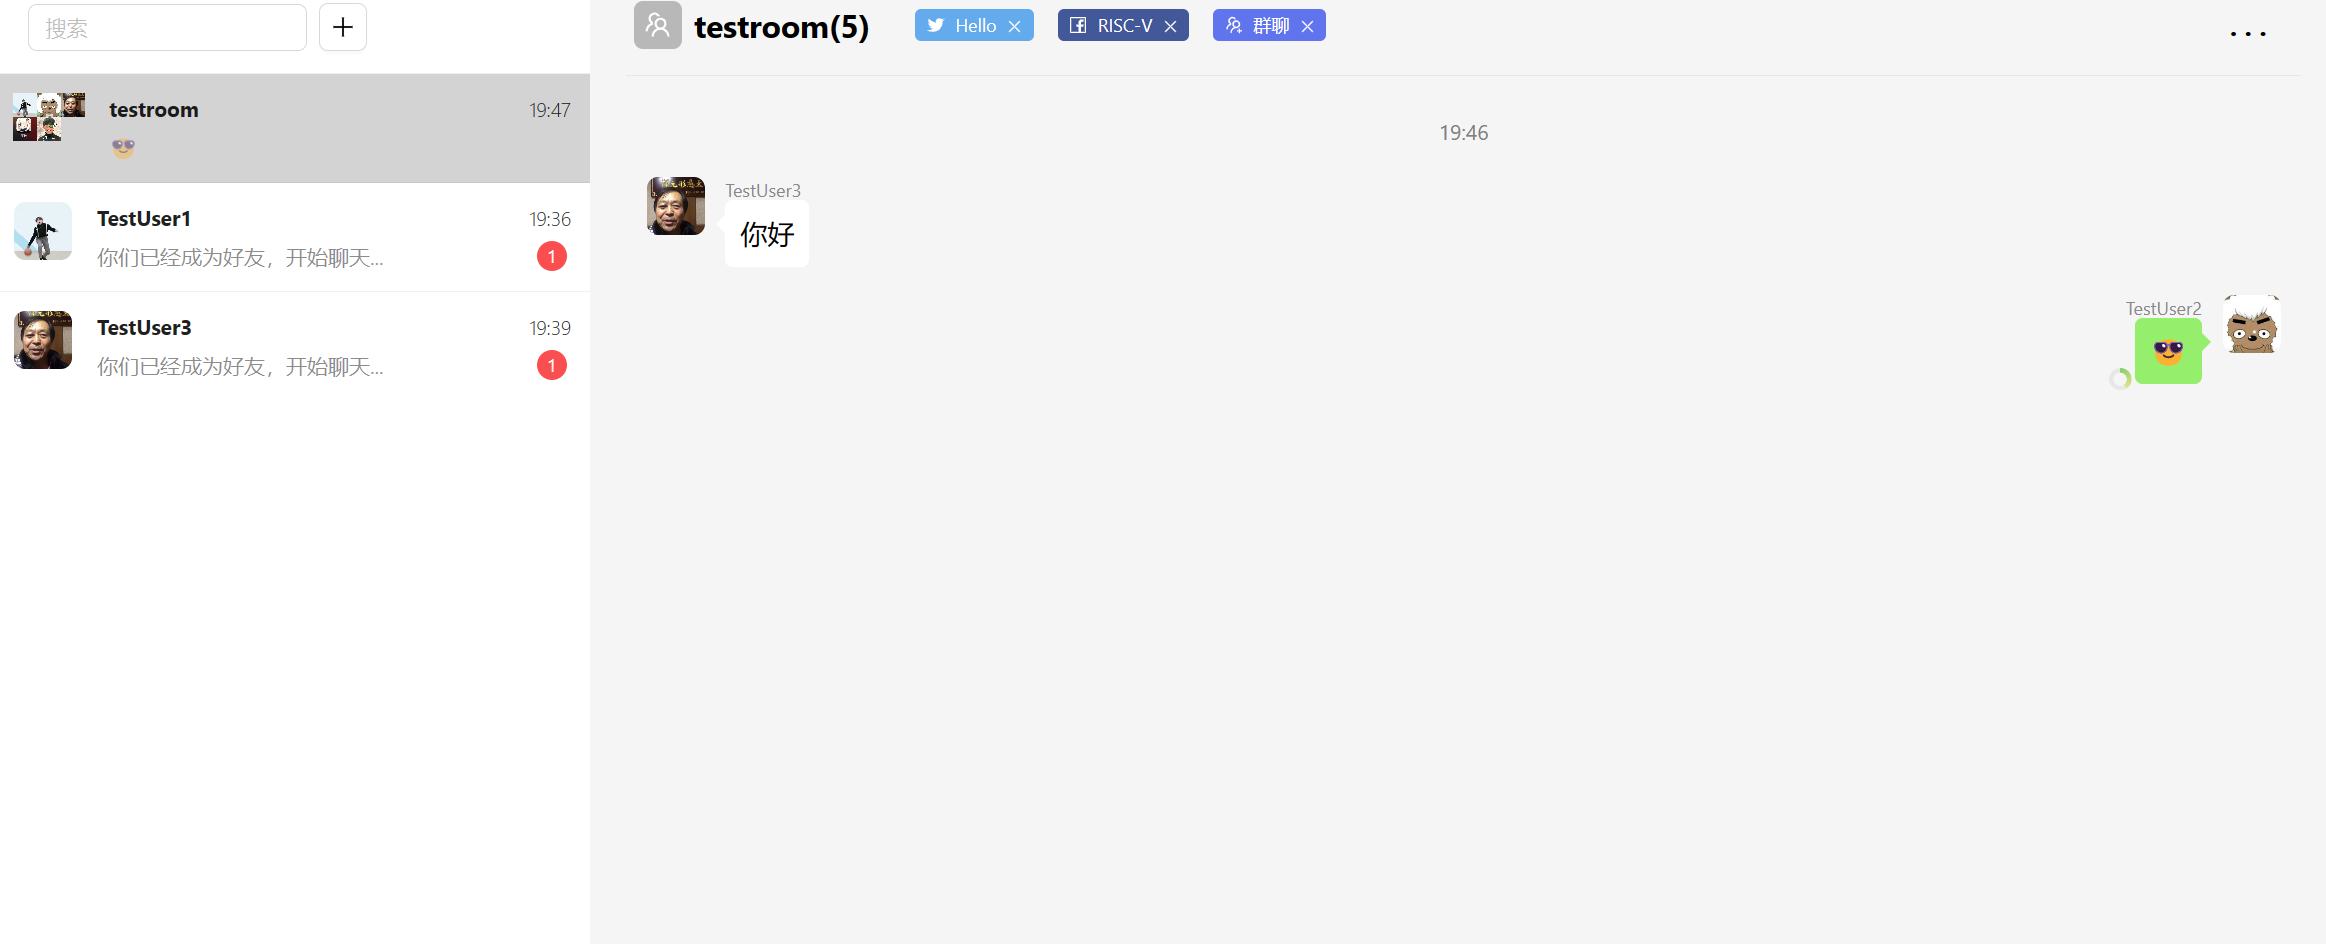 搜索
testroom
19:47
TestUser1
19:36
你们已经成为好友，开始聊天...
1
TestUser3
19:39
你们已经成为好友，开始聊天...
1
testroom(5)
Hello
RISC-V
群聊
...
19:46
TestUser3
你好
TestUser2